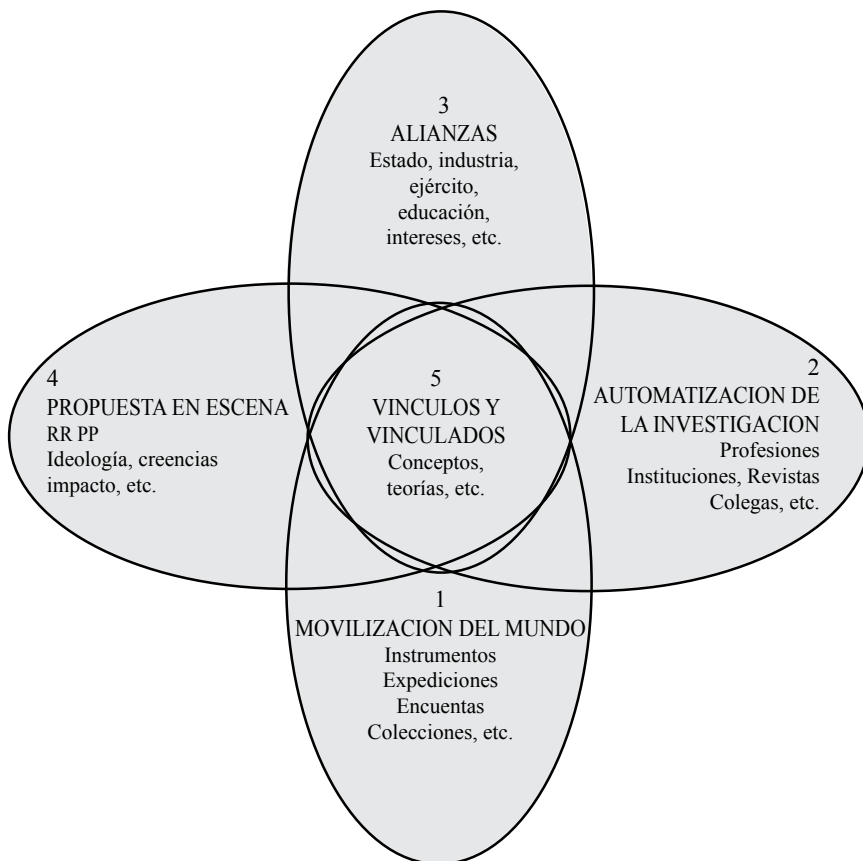 3
ALIANZAS
Estado, industria,
ejército,
educación,
intereses, etc.
4
PROPUESTA EN ESCENA
RR PP
Ideología, creencias
impacto, etc.
5
VINCULOS Y
VINCULADOS
Conceptos,
teorías, etc.
2
AUTOMATIZACION DE
LA INVESTIGACION
Profesiones
Instituciones, Revistas
Colegas, etc.
1
MOVILIZACION DEL MUNDO
Instrumentos
Expediciones
Encuentas
Colecciones, etc.